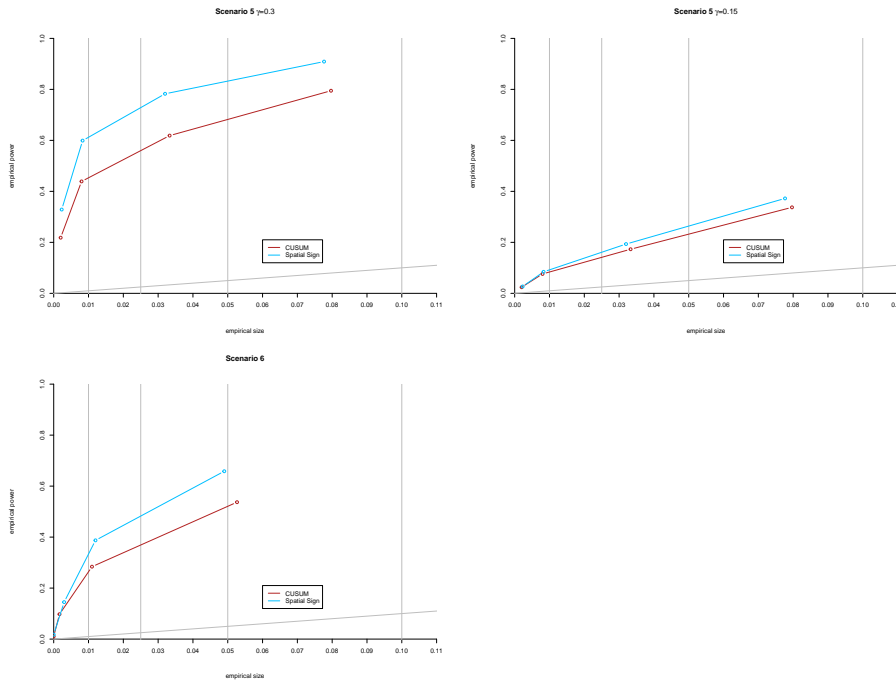 Scenario 5 γ=0.3
empirical power
0.0 0.2 0.4 0.6 0.8 1.0
CUSUM
Spatial Sign
0.00 0.01 0.02 0.03 0.04 0.05 0.06 0.07 0.08 0.09 0.10 0.11
empirical size
Scenario 5 γ=0.15
empirical power
0.0 0.2 0.4 0.6 0.8 1.0
CUSUM
Spatial Sign
0.00 0.01 0.02 0.03 0.04 0.05 0.06 0.07 0.08 0.09 0.10
empirical size
Scenario 6
empirical power
0.0 0.2 0.4 0.6 0.8 1.0
CUSUM
Spatial Sign
0.00 0.01 0.02 0.03 0.04 0.05 0.06 0.07 0.08 0.09 0.10 0.11
empirical size